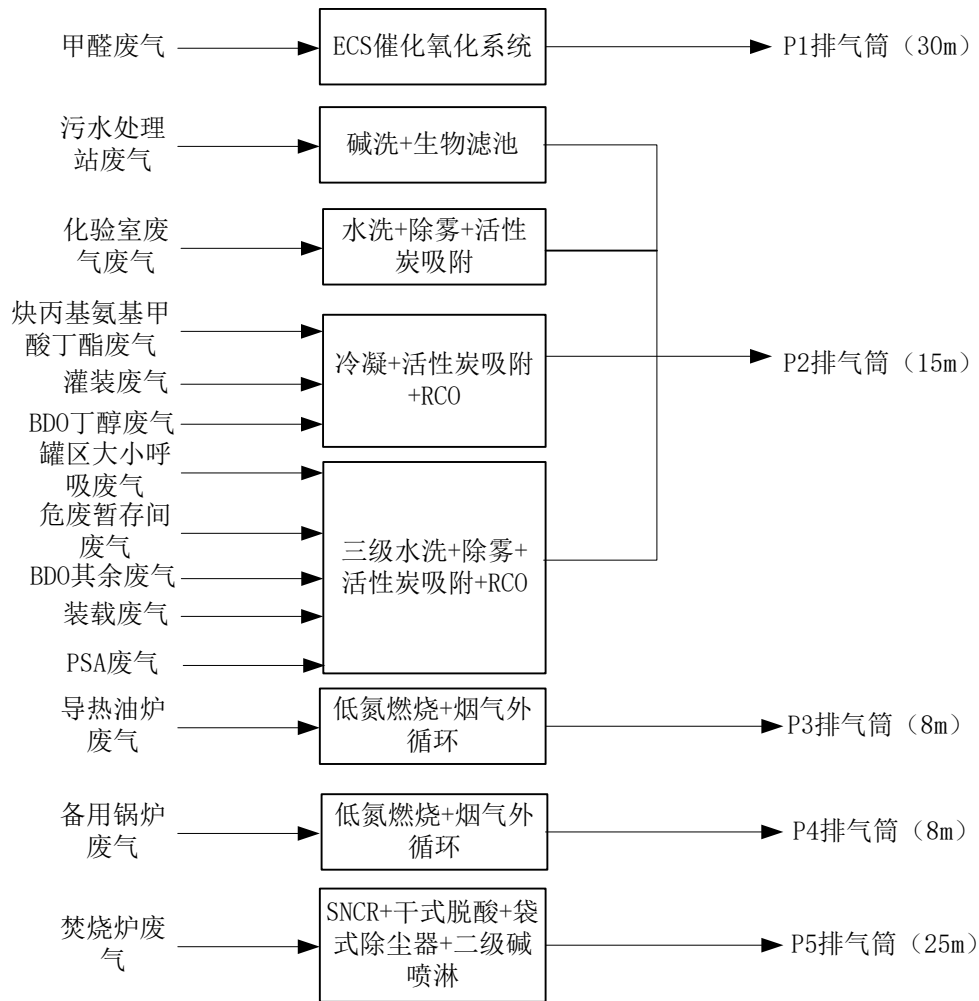 甲醛废气
ECS催化氧化系统
P1排气筒（30m）
污水处理
站废气
碱洗+生物滤池
化验室废
气废气
水洗+除雾+活性
炭吸附
炔丙基氨基甲
酸丁酯废气
灌装废气
BDO丁醇废气
冷凝+活性炭吸附
+RCO
P2排气筒（15m）
罐区大小呼
吸废气
危废暂存间
废气
BDO其余废气
装载废气
PSA废气
三级水洗+除雾+
活性炭吸附+RCO
导热油炉
废气
低氮燃烧+烟气外
循环
P3排气筒（8m）
备用锅炉
废气
低氮燃烧+烟气外
循环
P4排气筒（8m）
焚烧炉废
气
SNCR+干式脱酸+袋
式除尘器+二级碱
喷淋
P5排气筒（25m）